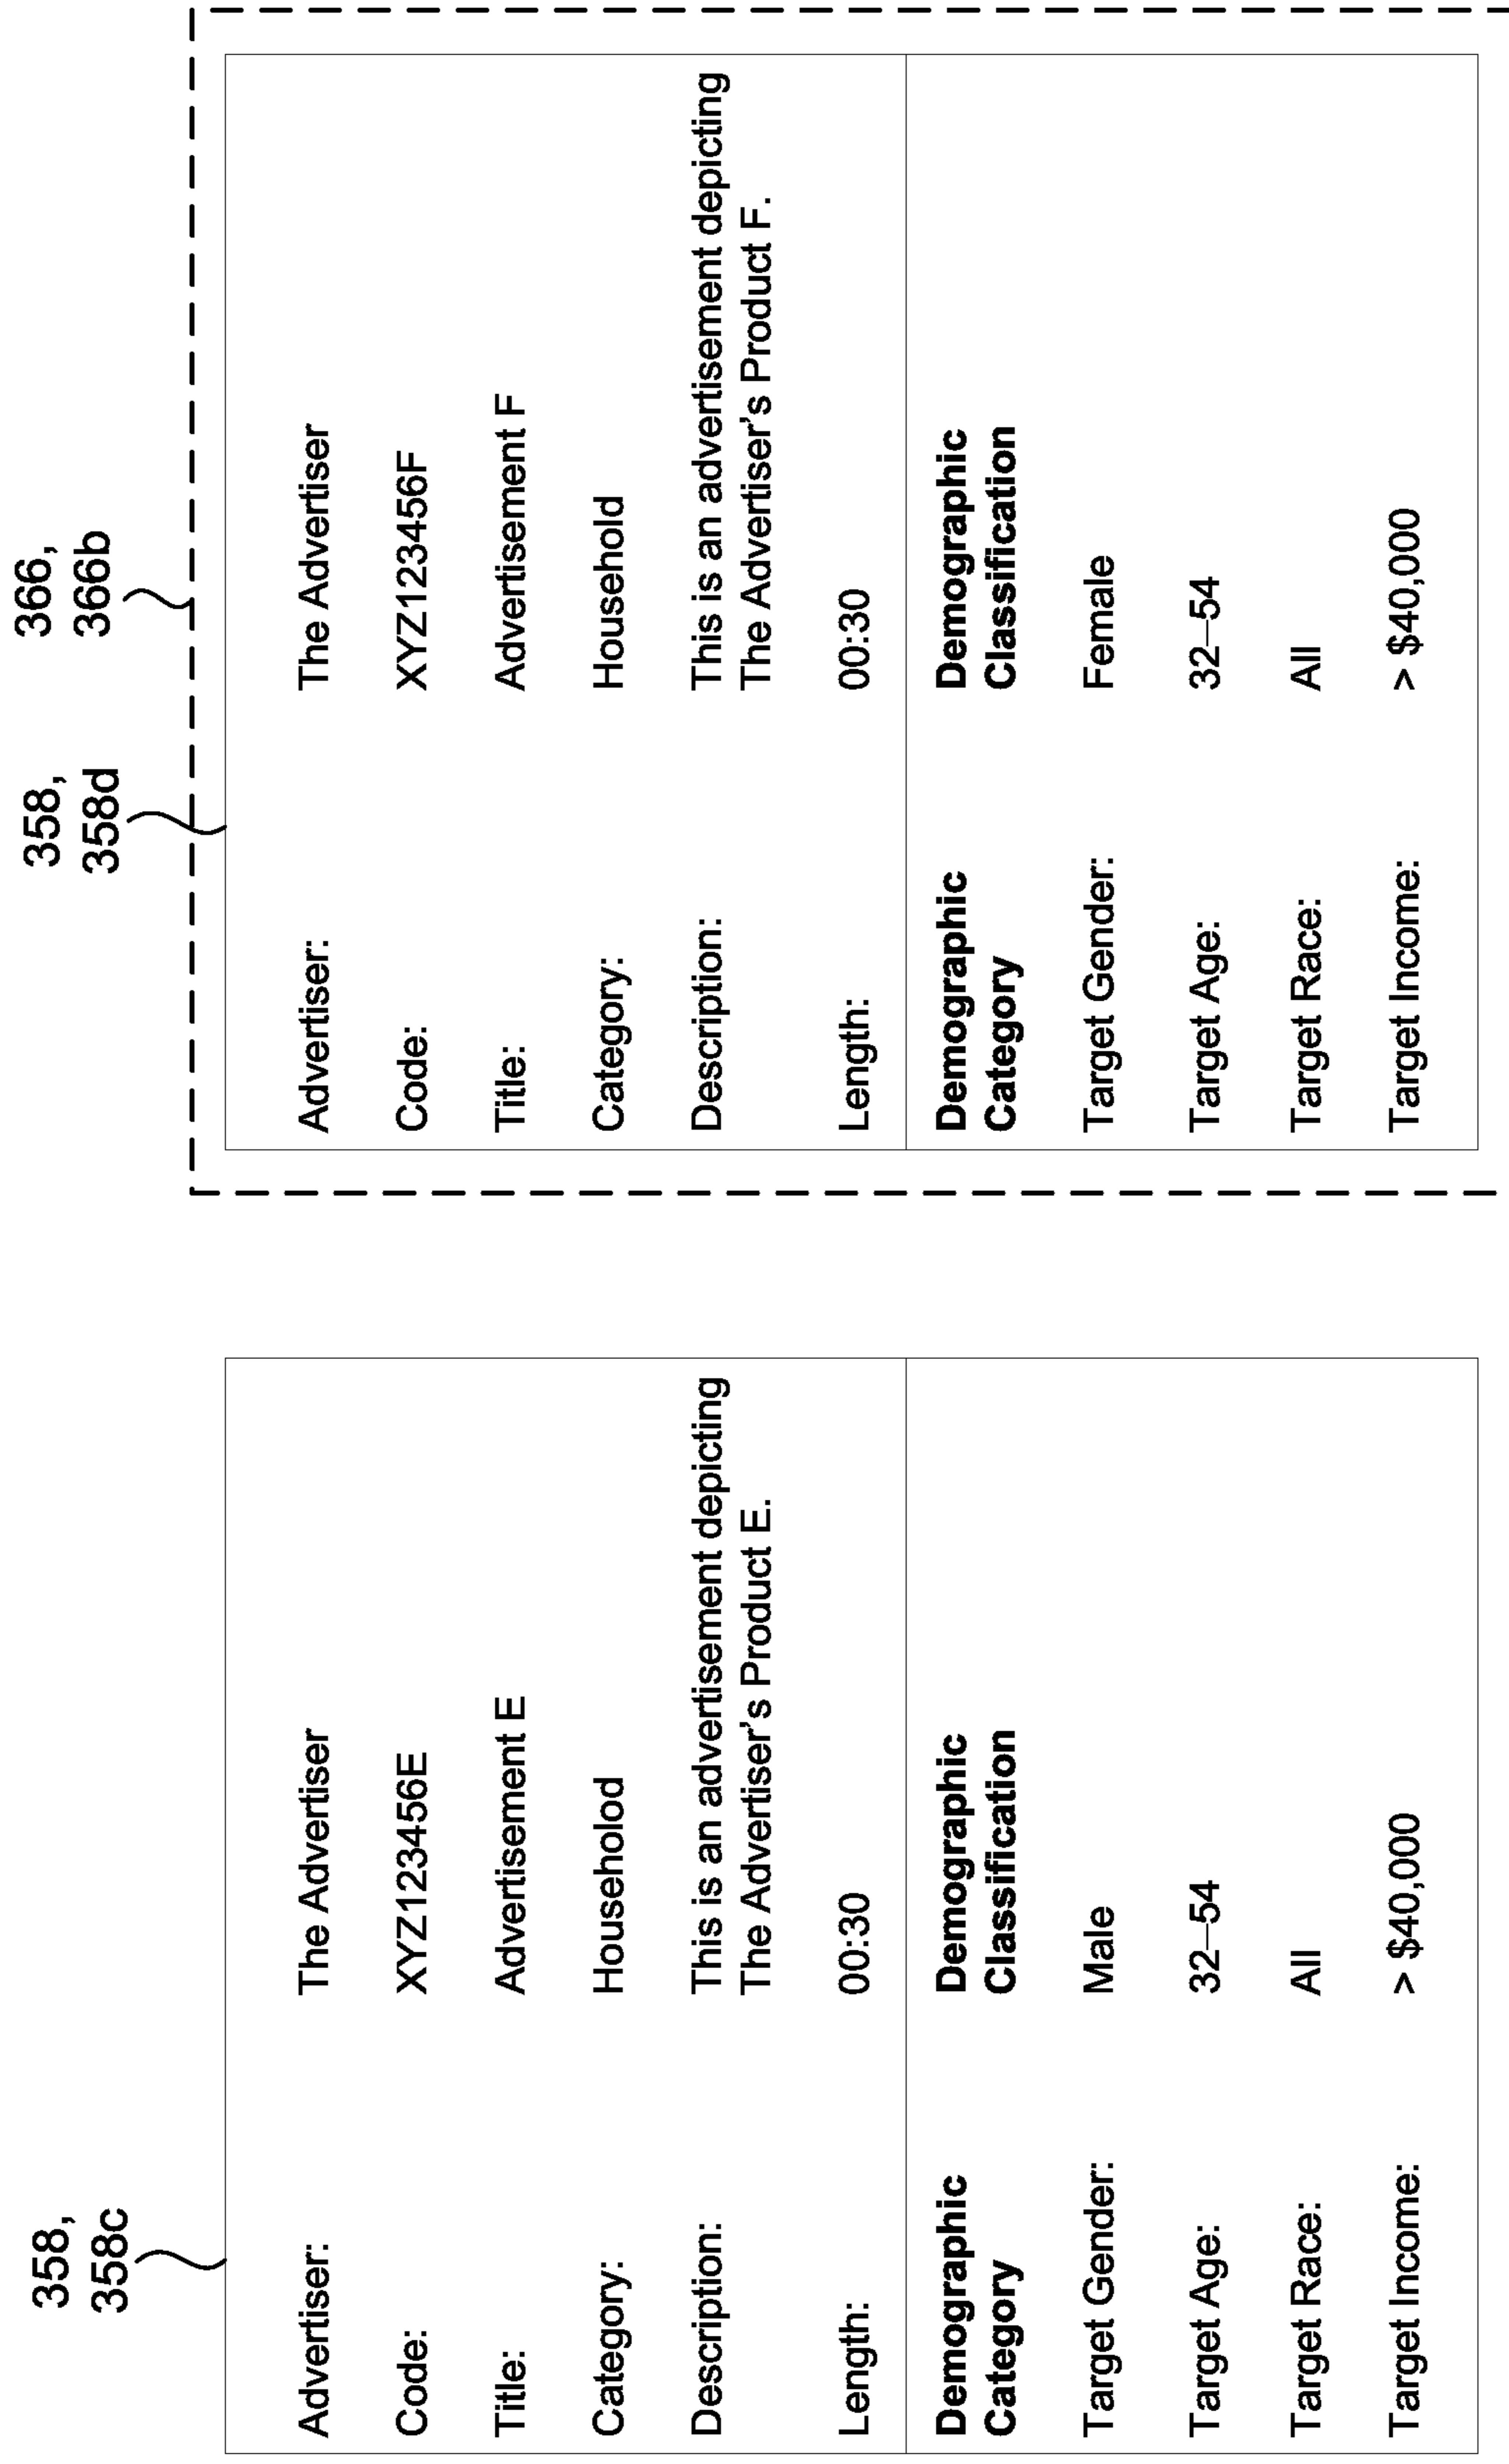 358,
358c
Advertiser: The Advertiser
Code: XYZ123456E
Title: Advertisement E
Category: Householod
Description: This is an advertisement depicting
The Advertiser's Product E.
Length: 00:30
Demographic Demographic
Category Classification
Target Gender: Male
Target Age: 32–54
Target Race: All
Target Income: > $40,000
358,
358d
366,
366b
Advertiser: The Advertiser
Code: XYZ123456F
Title: Advertisement F
Category: Household
Description: This is an advertisement depicting
The Advertiser's Product F.
Length: 00:30
Demographic Demographic
Category Classification
Target Gender: Female
Target Age: 32–54
Target Race: All
Target Income: > $40,000